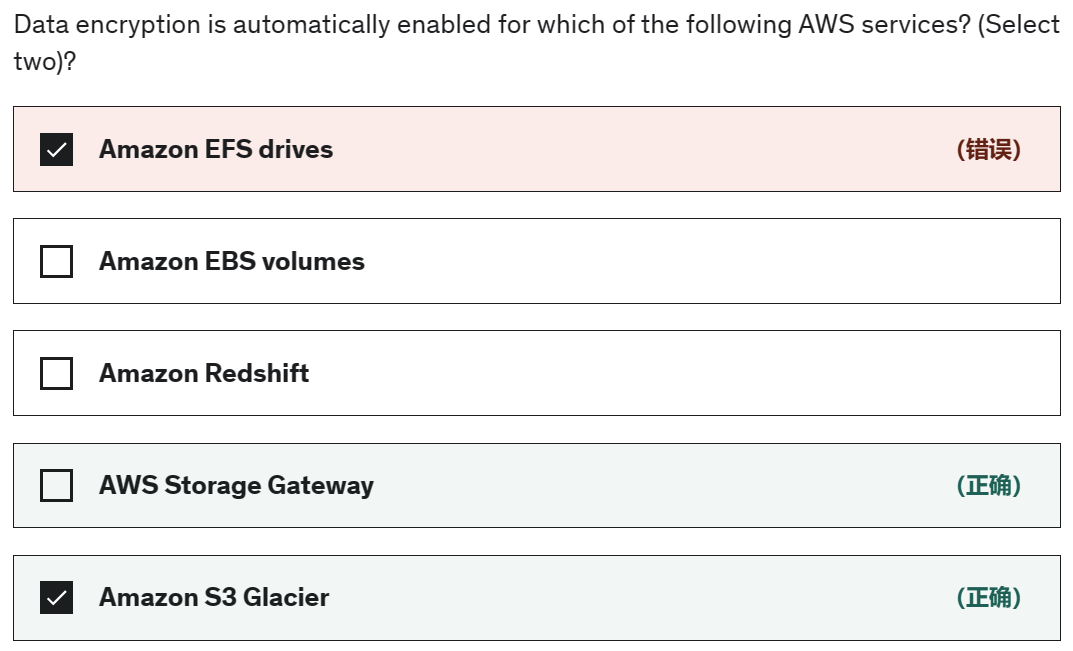 Data encryption is automatically enabled for which of the following AWS services? (Select
two)?
Amazon EFS drives (错误)
Amazon EBS volumes
Amazon Redshift
AWS Storage Gateway (正确)
Amazon S3 Glacier (正确)